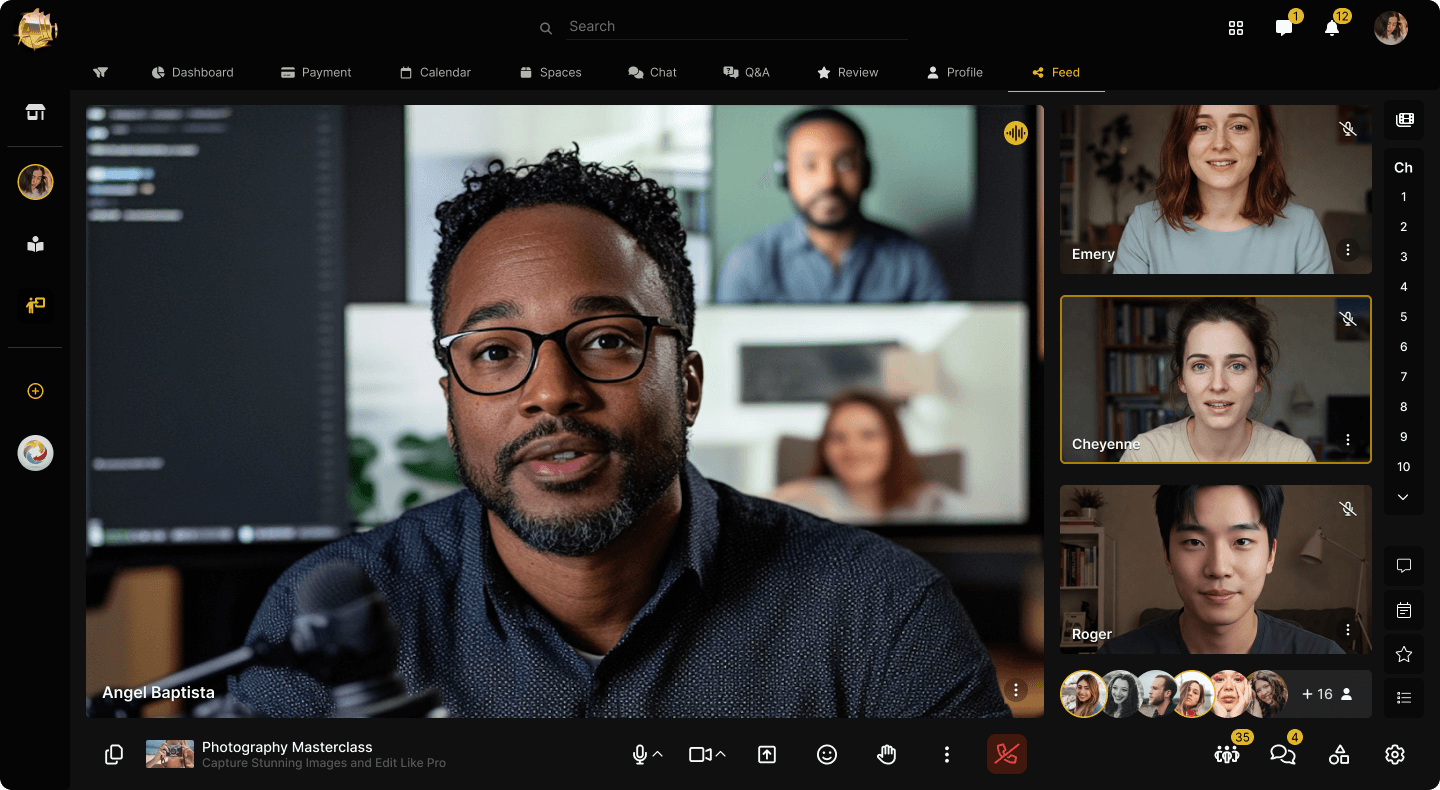 Search
1
12
Dashboard
Payment
Calendar
Spaces
Chat
Q&A
Review
Profile
Feed
Emery
Cheyenne
Roger
Angel Baptista
+ 16
Ch
1
2
3
4
5
6
7
8
9
10
Photography Masterclass
Capture Stunning Images and Edit Like Pro
35
4